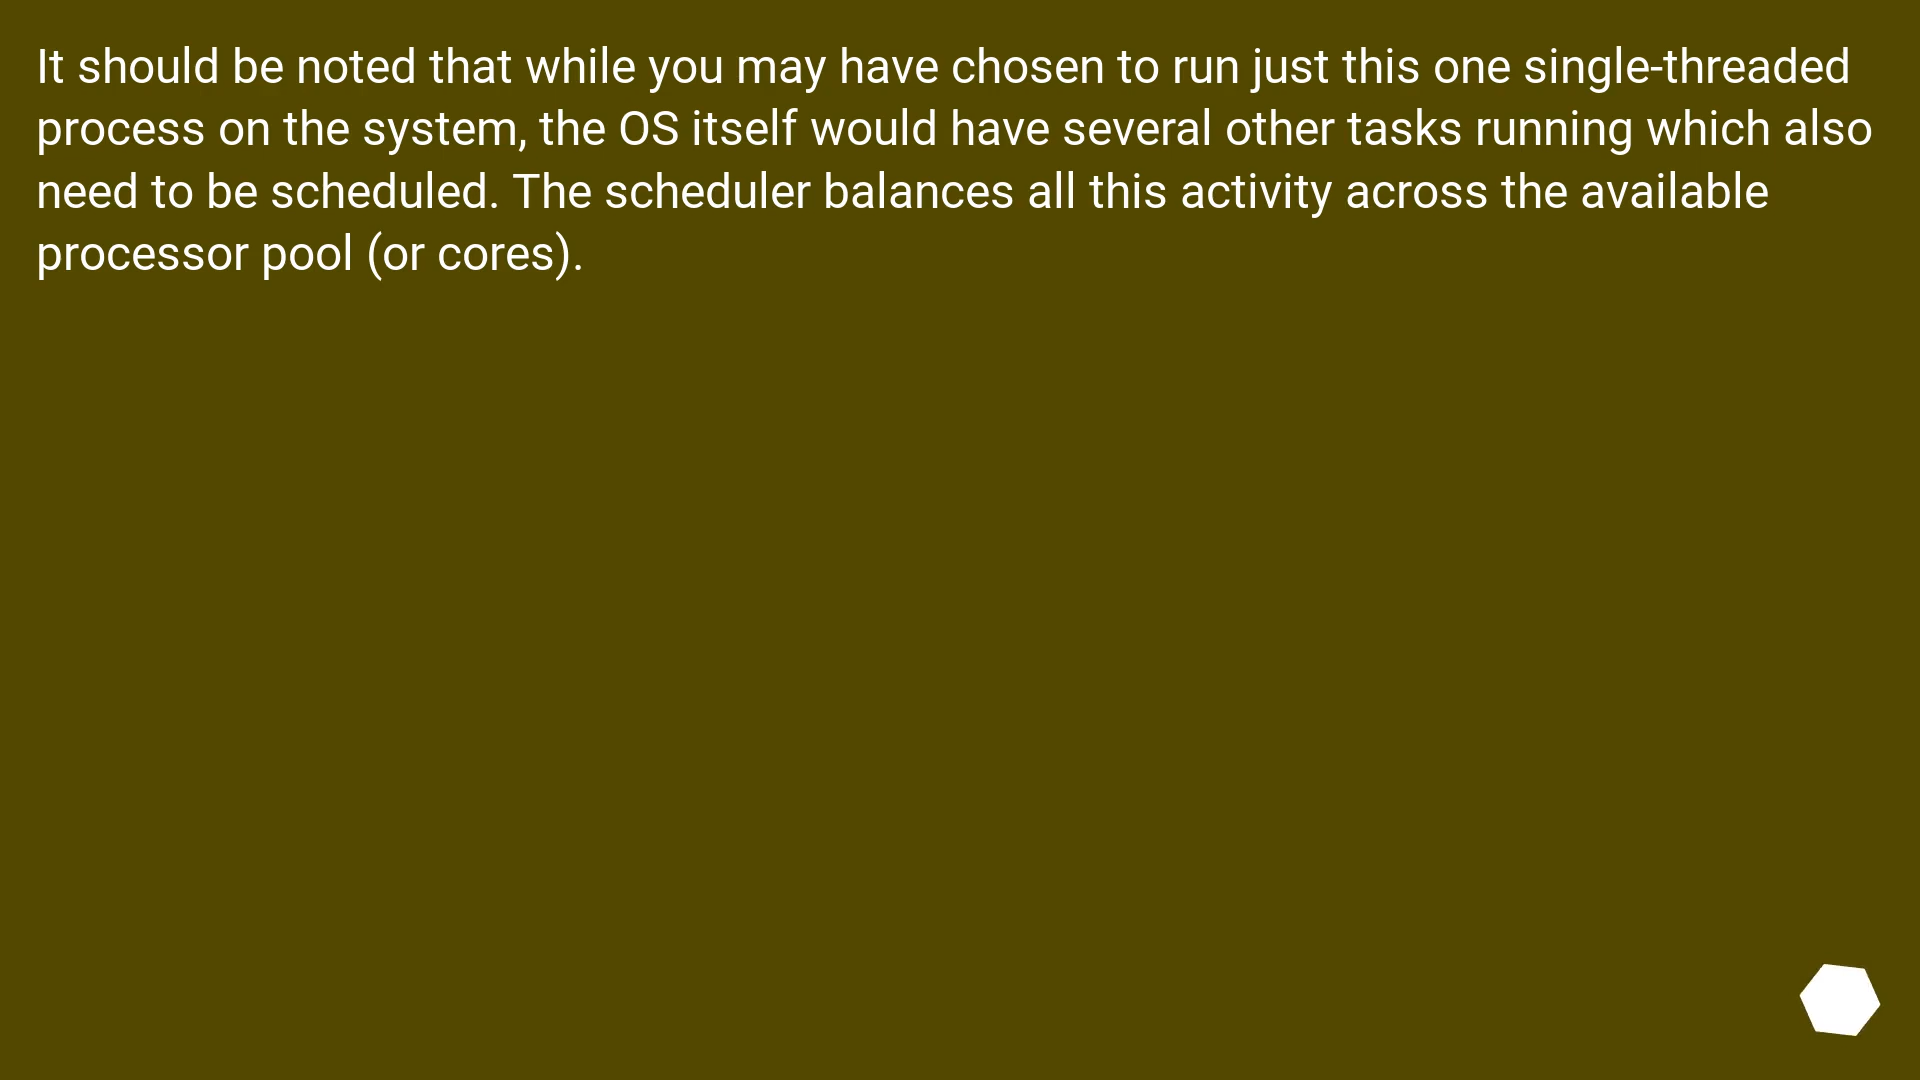 It should be noted that while you may have chosen to run just this one single-threaded
process on the system, the OS itself would have several other tasks running which also
need to be scheduled. The scheduler balances all this activity across the available
processor pool (or cores).